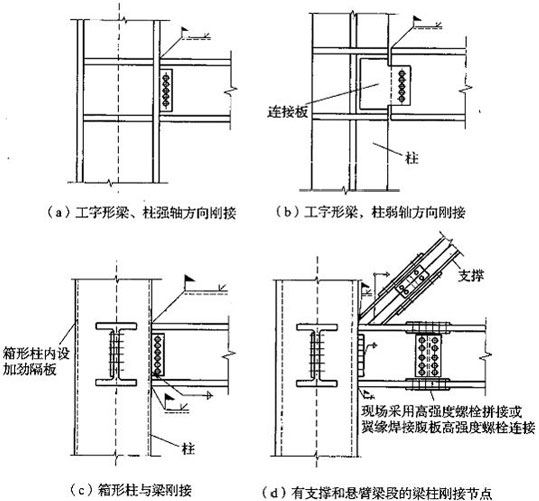 连接板
柱
(a)工字形梁、柱强轴方向刚接
(b)工字形梁，柱弱轴方向刚接
支撑
箱形柱内设
加劲隔板
柱
现场采用高强度螺栓拼接或
翼缘焊接腹板高强度螺栓连接
(c)箱形柱与梁刚接
(d)有支撑和悬臂梁段的梁柱刚接节点